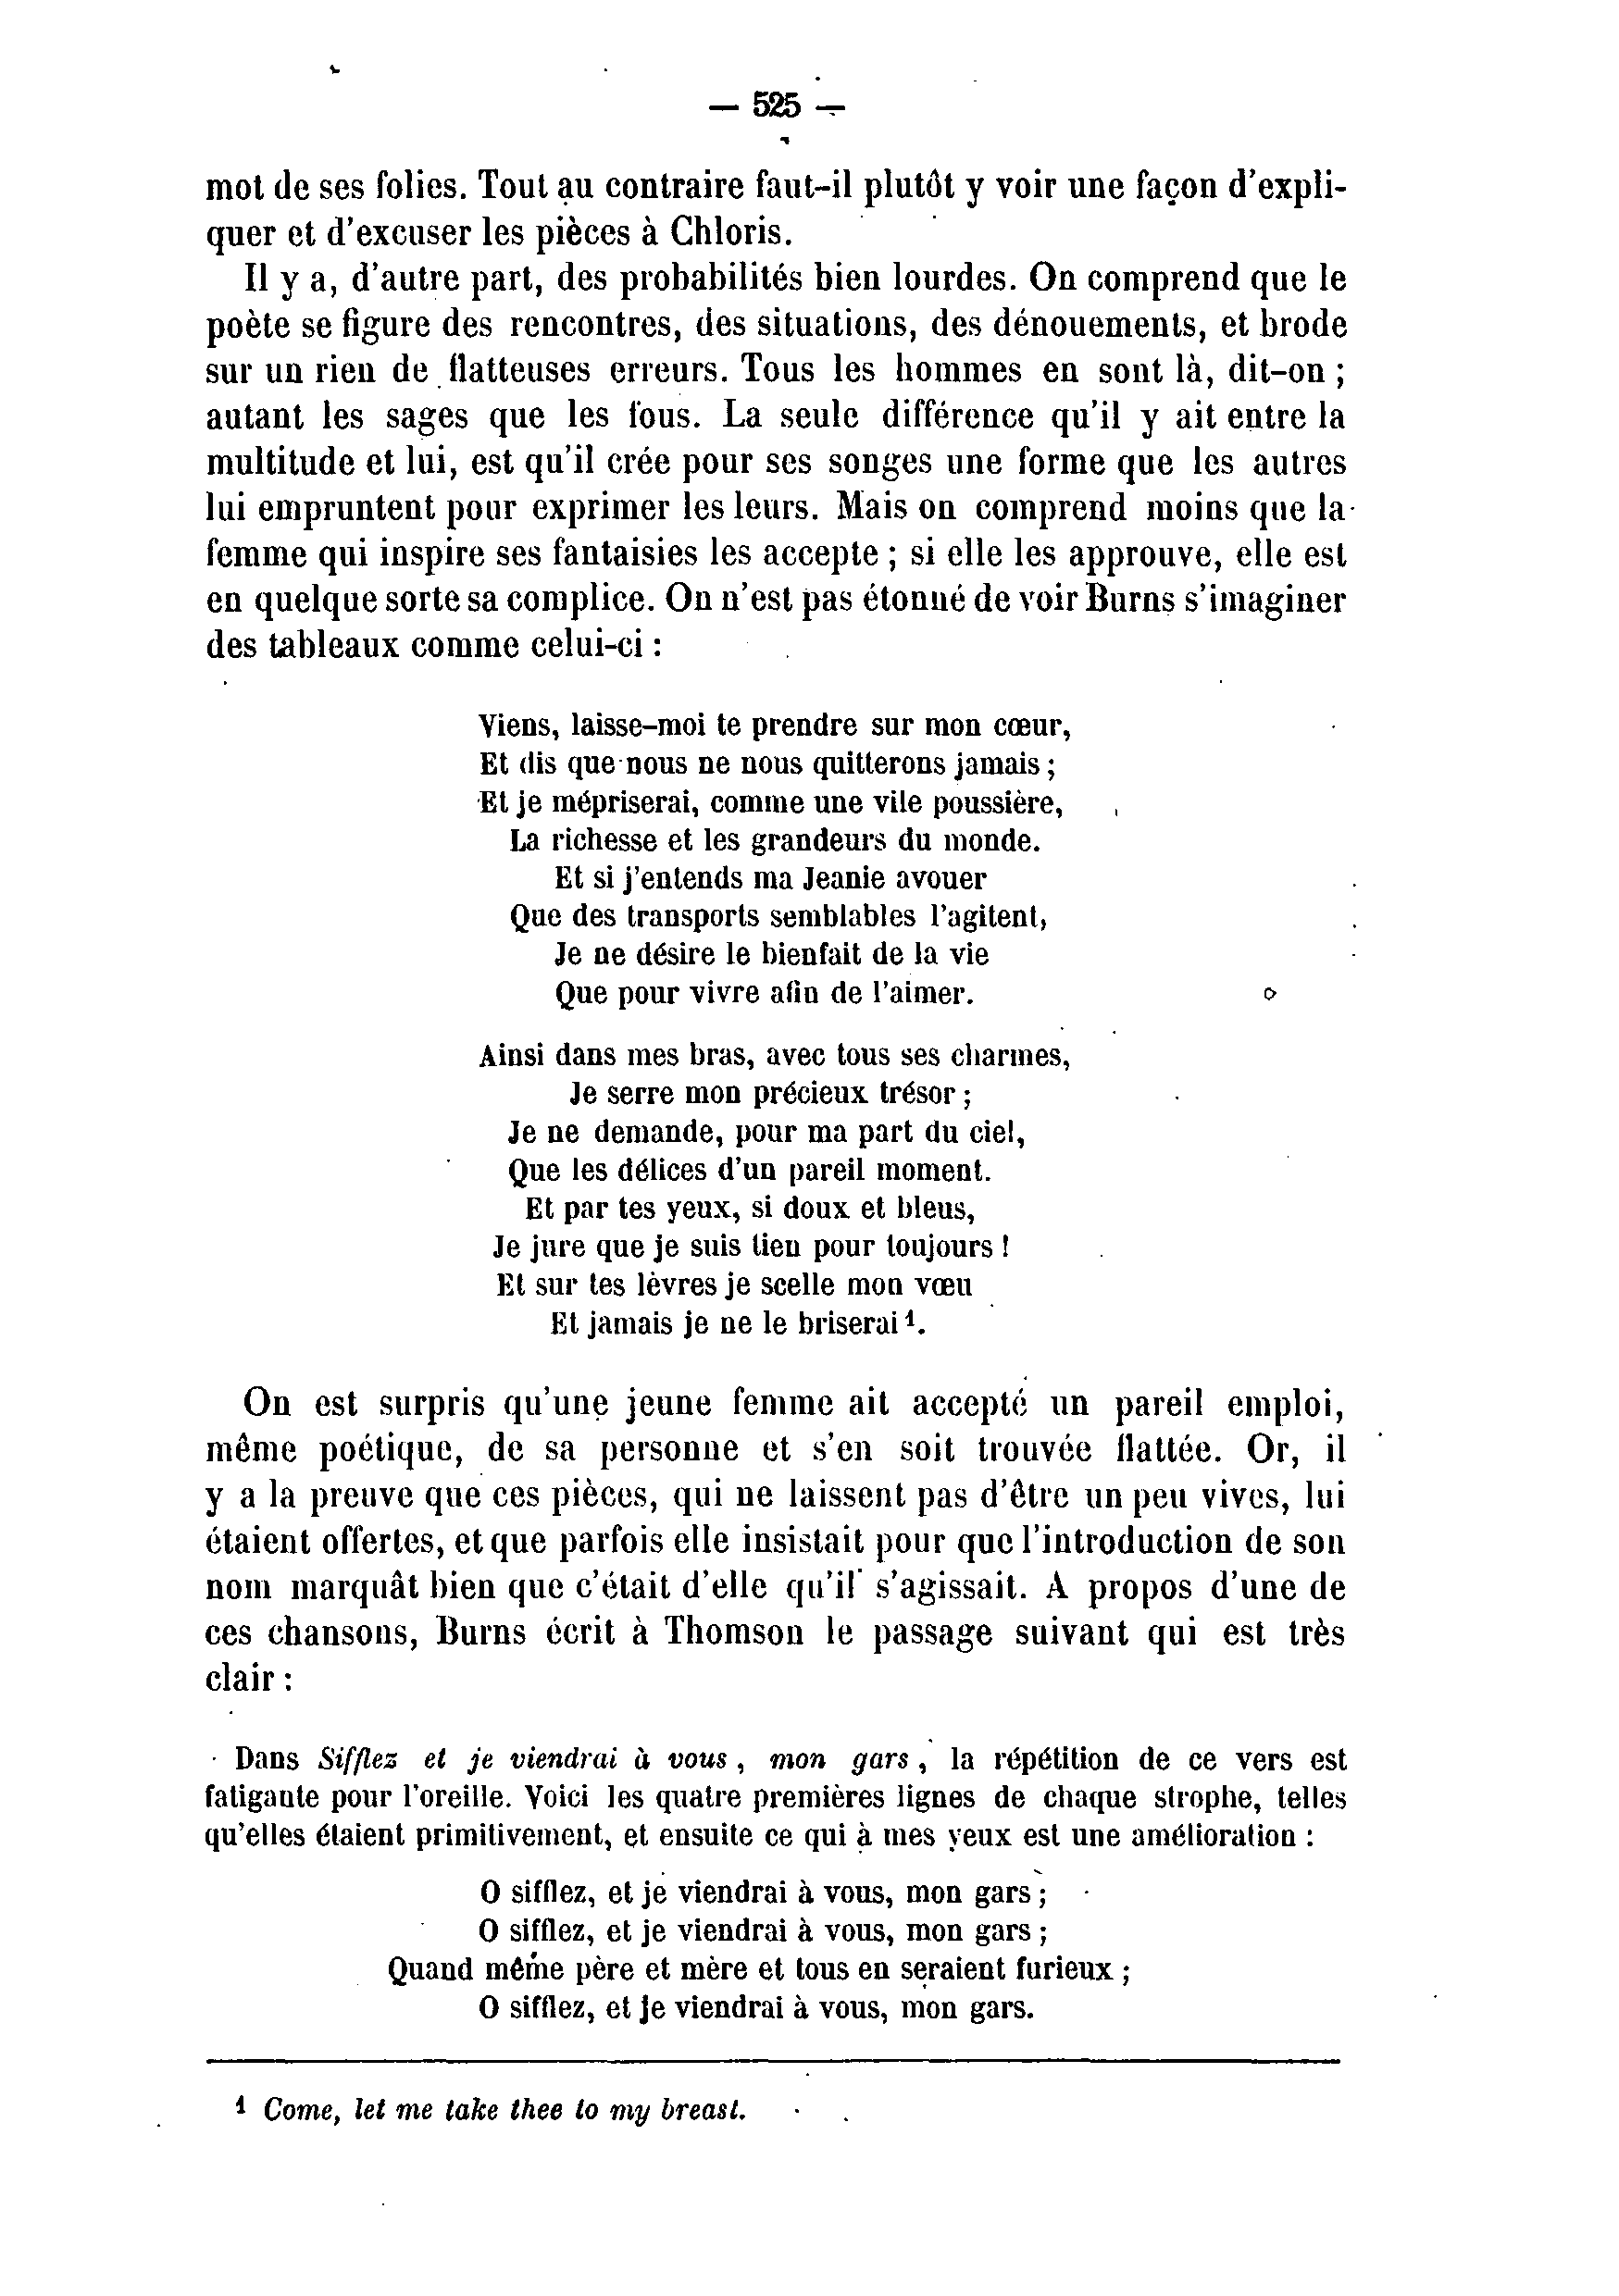 — 525 —
mot de ses folies. Tout au contraire faut-il plutôt y voir une façon d'expli-
quer et d'excuser les pièces à Chloris.
Il y a, d'autre part, des probabilités bien lourdes. On comprend que le
poète se figure des rencontres, des situations, des dénouements, et brode
sur un rien de flatteuses erreurs. Tous les hommes en sont là, dit-on ;
autant les sages que les fous. La seule différence qu'il y ait entre la
multitude et lui, est qu'il crée pour ses songes une forme que les autres
lui empruntent pour exprimer les leurs. Mais on comprend moins que la
femme qui inspire ses fantaisies les accepte ; si elle les approuve, elle est
en quelque sorte sa complice. On n'est pas étonné de voir Burns s'imaginer
des tableaux comme celui-ci :
Viens, laisse-moi te prendre sur mon cœur,
Et dis que nous ne nous quitterons jamais ;
Et je mépriserai, comme une vile poussière,
La richesse et les grandeurs du monde.
Et si j'entends ma Jeanie avouer
Que des transports semblables l'agitent,
Je ne désire le bienfait de la vie
Que pour vivre afin de l'aimer.
Ainsi dans mes bras, avec tous ses charmes,
Je serre mon précieux trésor ;
Je ne demande, pour ma part du ciel,
Que les délices d'un pareil moment.
Et par tes yeux, si doux et bleus,
Je jure que je suis tien pour toujours !
Et sur tes lèvres je scelle mon vœu
Et jamais je ne le briserai ¹.
On est surpris qu'une jeune femme ait accepté un pareil emploi,
même poétique, de sa personne et s'en soit trouvée flattée. Or, il
y a la preuve que ces pièces, qui ne laissent pas d'être un peu vives, lui
étaient offertes, et que parfois elle insistait pour que l'introduction de son
nom marquât bien que c'était d'elle qu'il s'agissait. A propos d'une de
ces chansons, Burns écrit à Thomson le passage suivant qui est très
clair :
Dans Sifflez et je viendrai à vous, mon gars, la répétition de ce vers est
fatigante pour l'oreille. Voici les quatre premières lignes de chaque strophe, telles
qu'elles étaient primitivement, et ensuite ce qui à mes yeux est une amélioration :
O sifflez, et je viendrai à vous, mon gars ;
O sifflez, et je viendrai à vous, mon gars ;
Quand même père et mère et tous en seraient furieux ;
O sifflez, et je viendrai à vous, mon gars.
¹ Come, let me take thee to my breast.